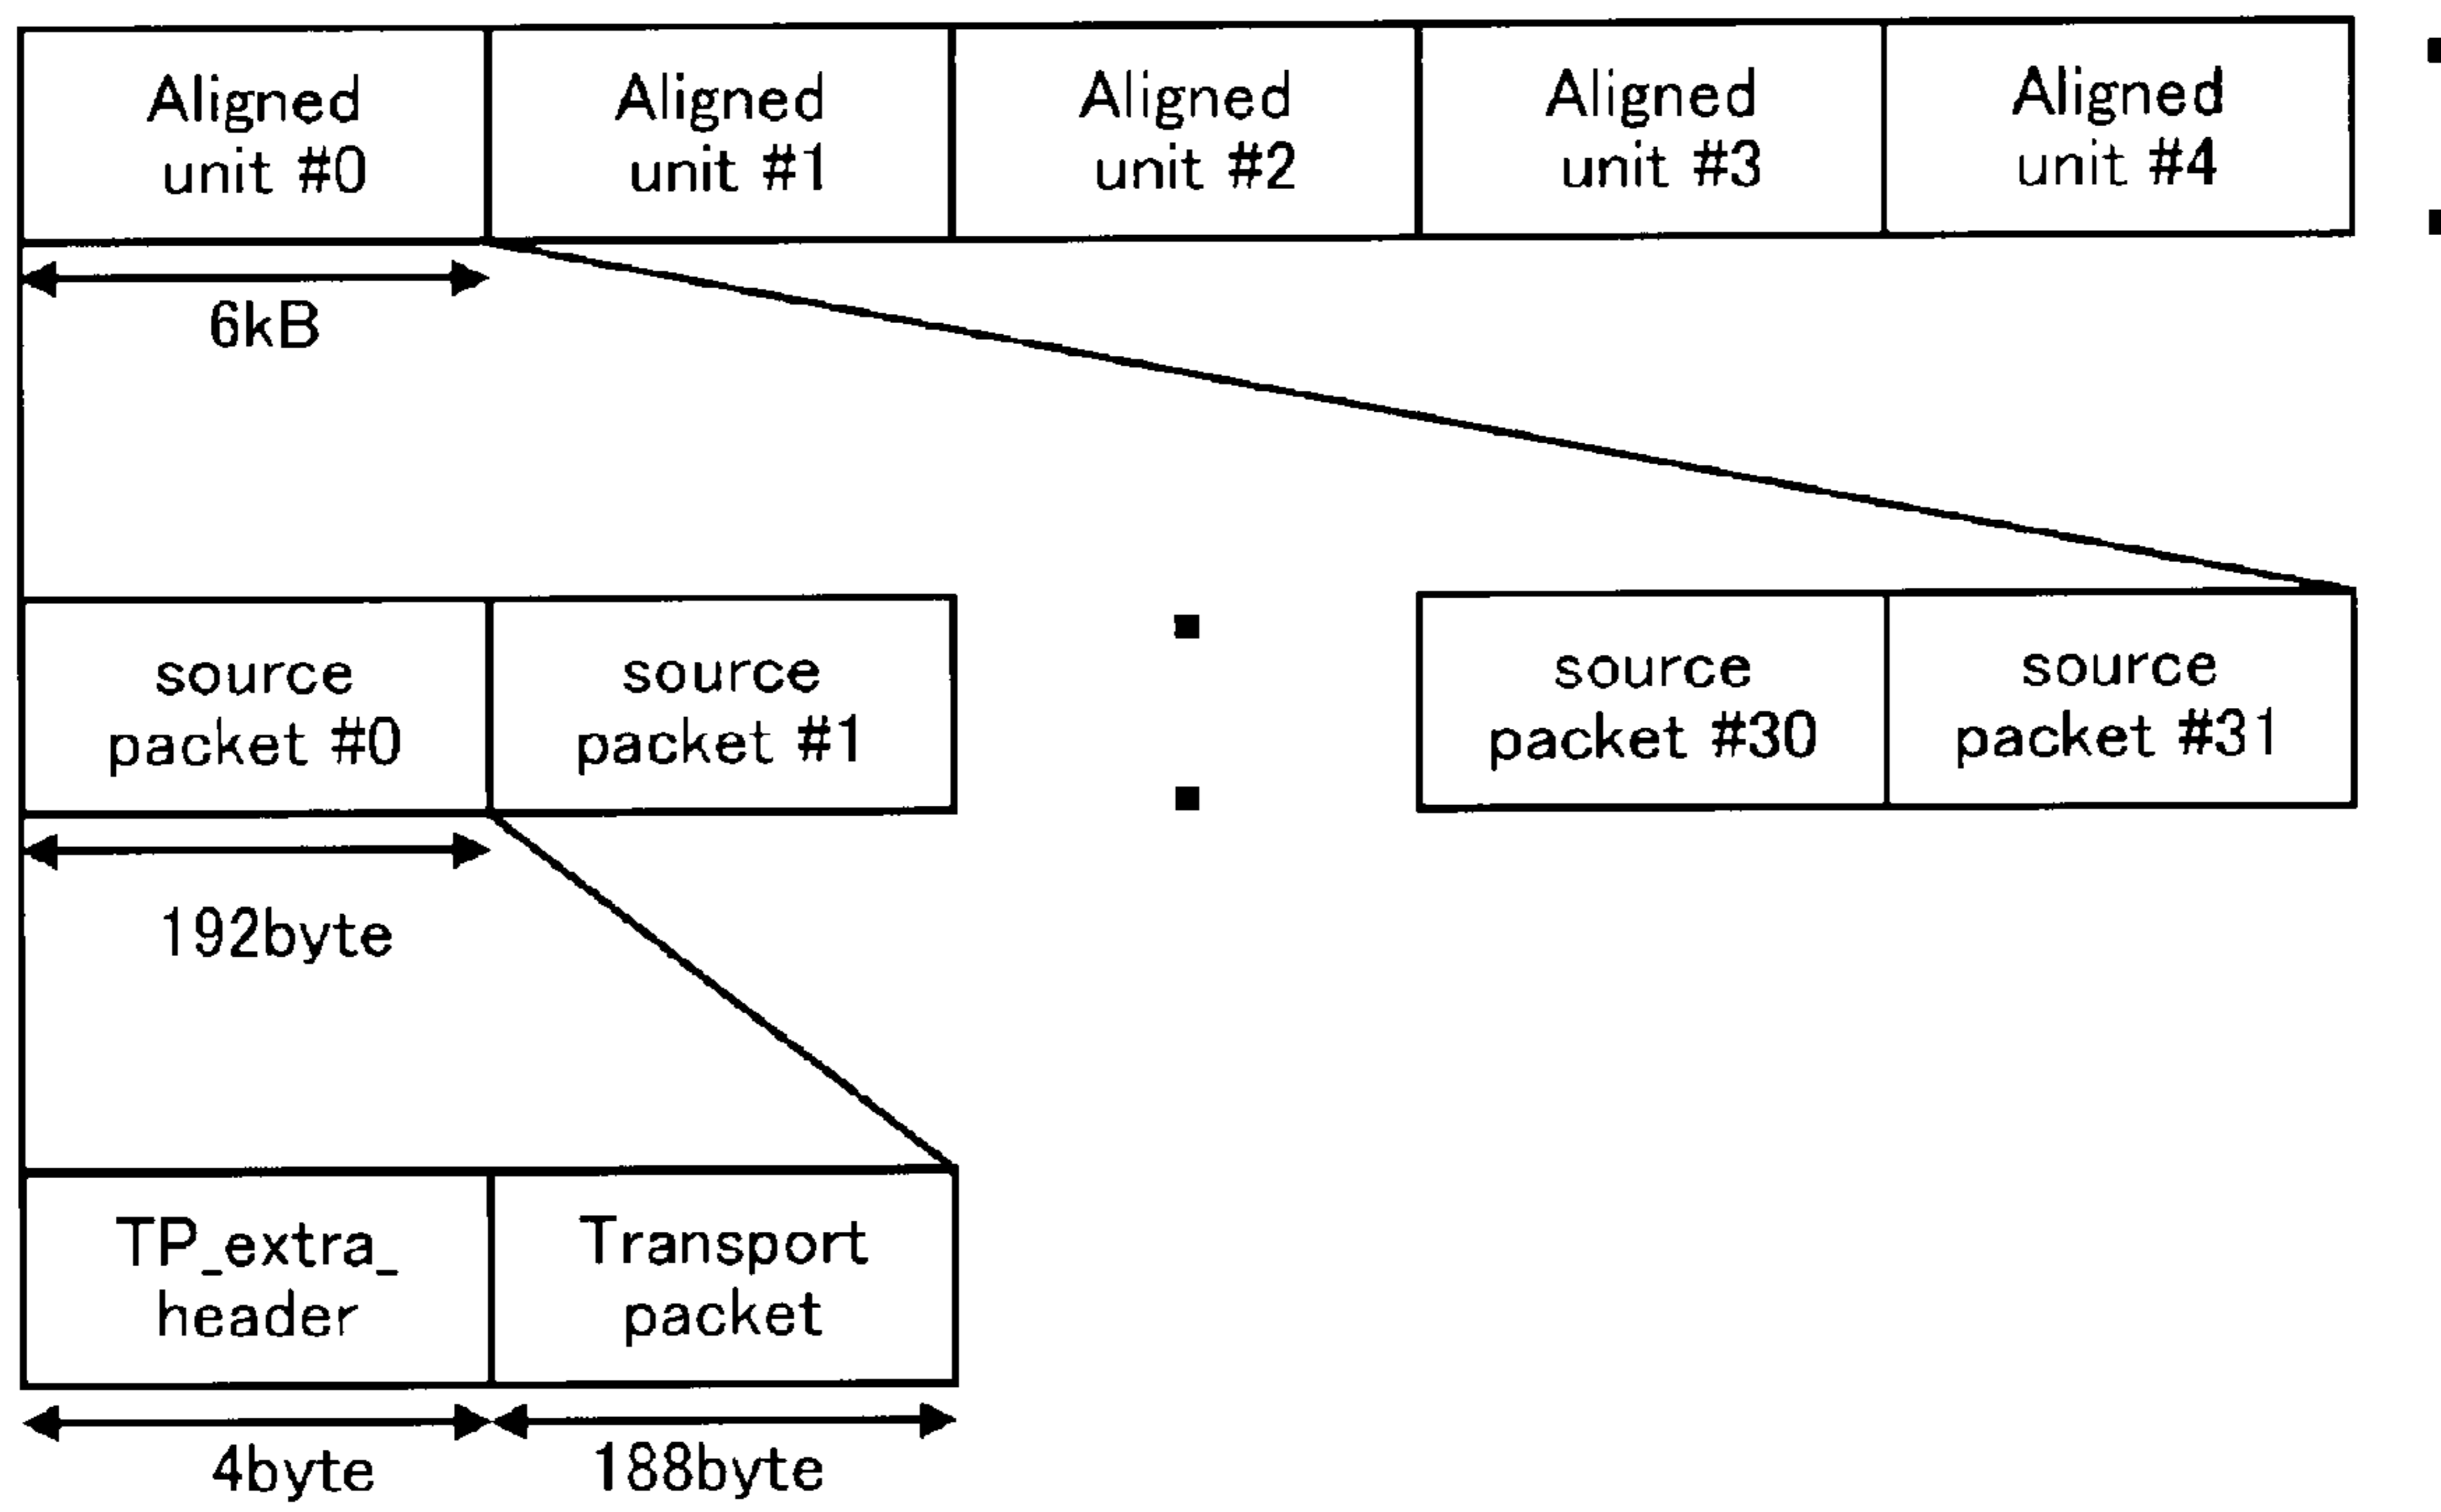 Aligned
unit #0
Aligned
unit #1
Aligned
unit #2
Aligned
unit #3
Aligned
unit #4
6kB
source
packet #0
source
packet #1
source
packet #30
source
packet #31
192byte
TP_extra_
header
Transport
packet
4byte
188byte